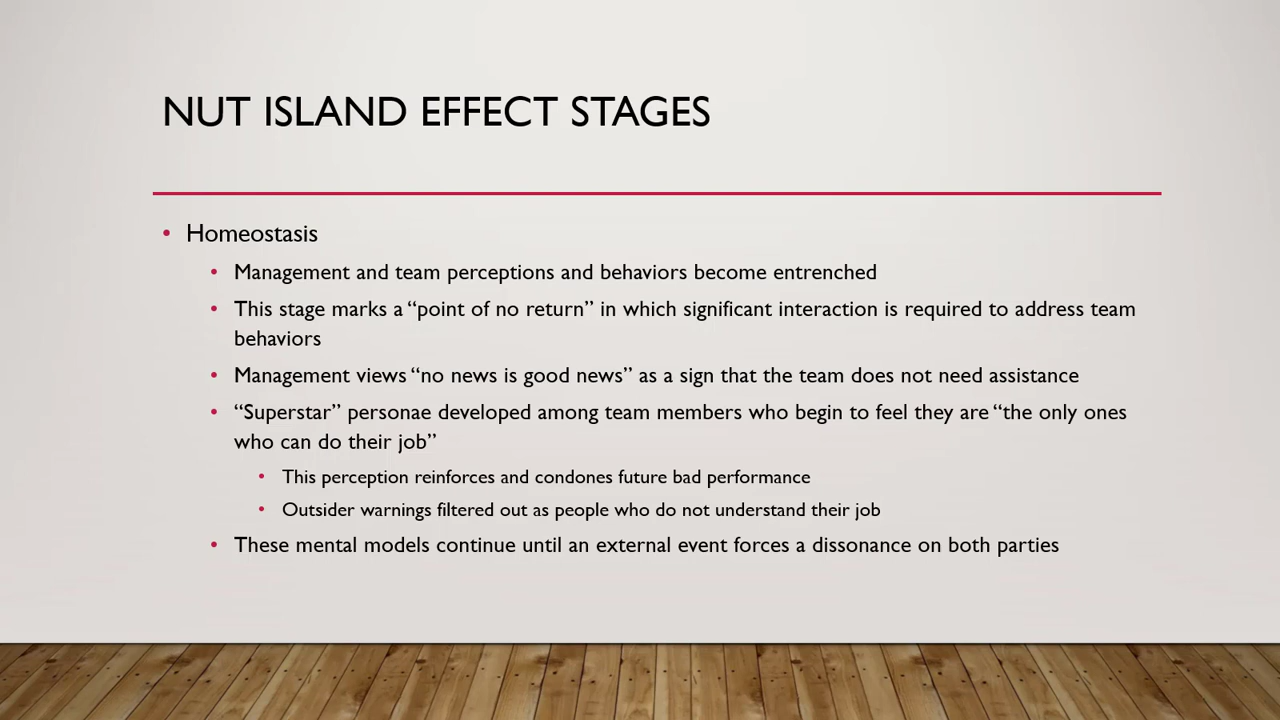 NUT ISLAND EFFECT STAGES
• Homeostasis
• Management and team perceptions and behaviors become entrenched
• This stage marks a “point of no return” in which significant interaction is required to address team
behaviors
• Management views “no news is good news” as a sign that the team does not need assistance
• “Superstar” personae developed among team members who begin to feel they are “the only ones
who can do their job”
• This perception reinforces and condones future bad performance
• Outsider warnings filtered out as people who do not understand their job
• These mental models continue until an external event forces a dissonance on both parties